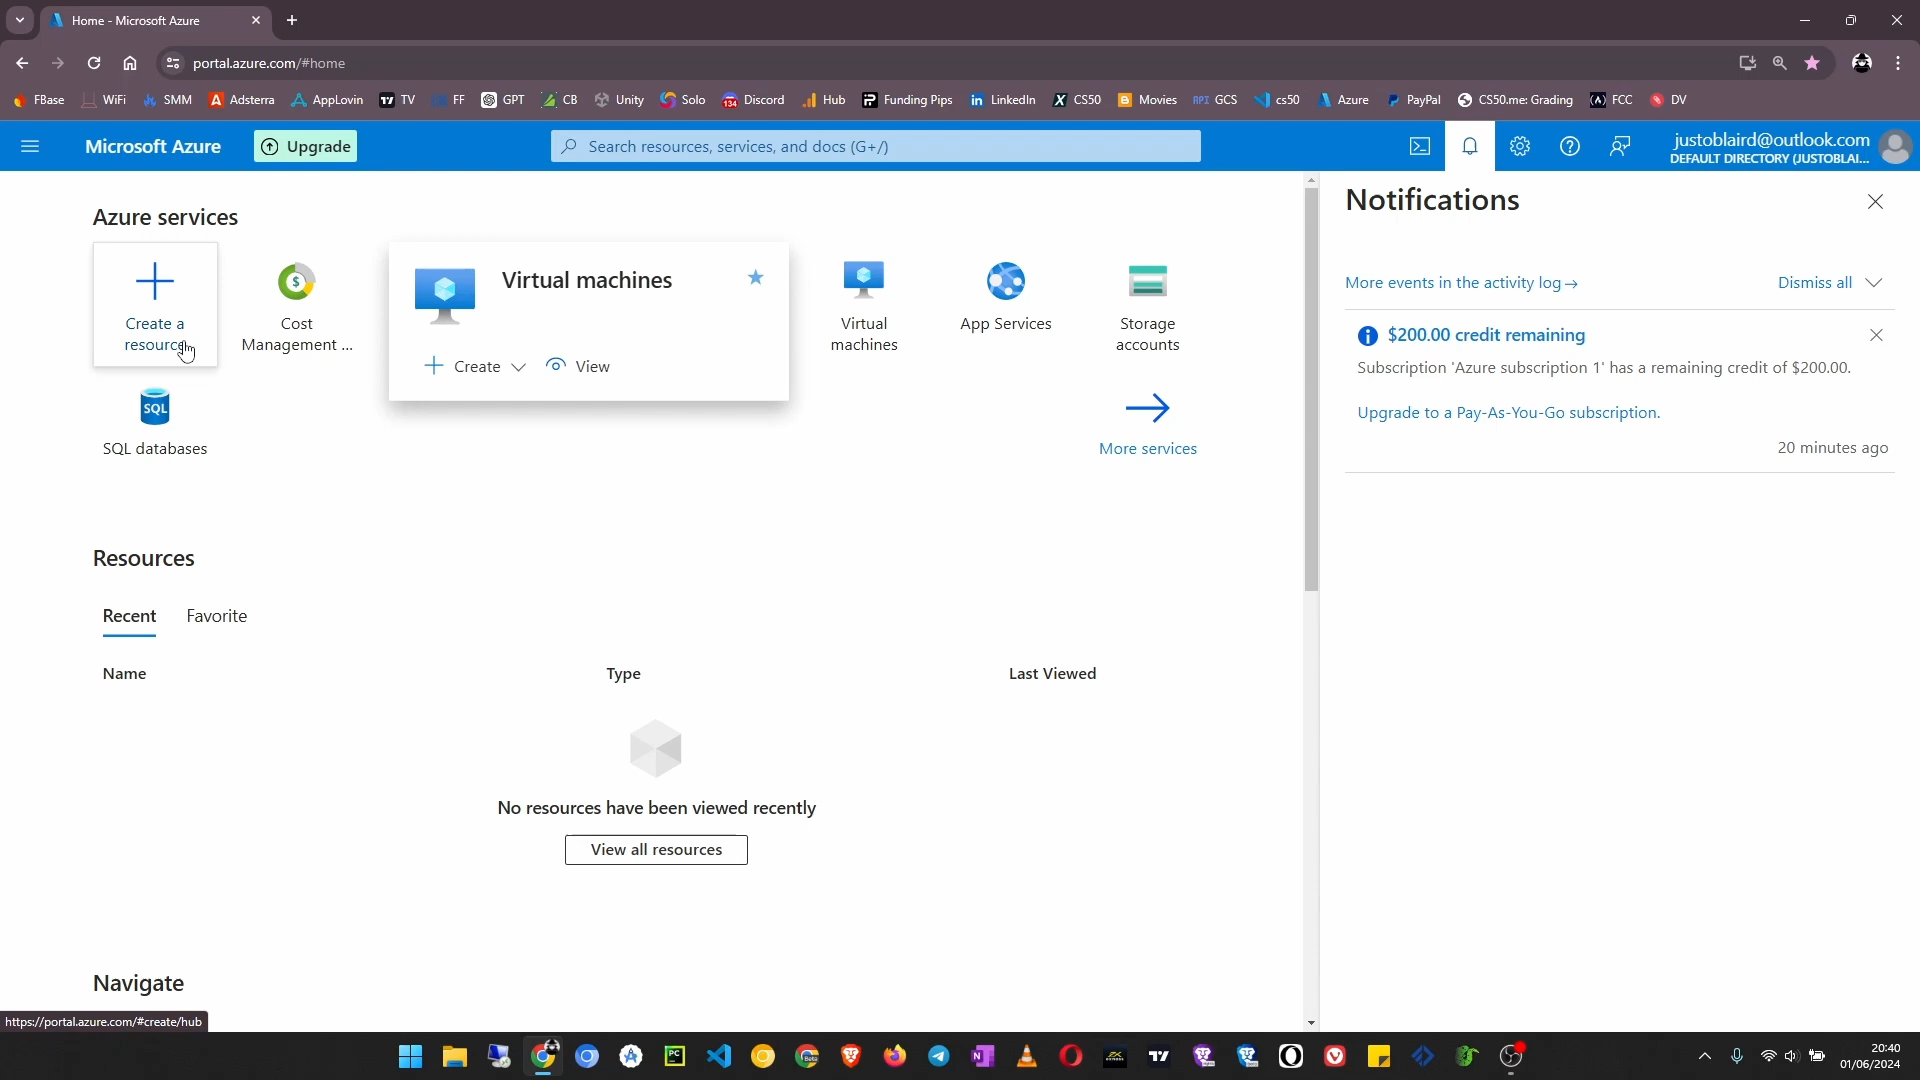 Home - Microsoft Azure
portal.azure.com/#home
FBase WiFi SMM Adsterra AppLovin TV FF GPT CB Unity Solo Discord Hub Funding Pips LinkedIn CS50 Movies GCS cs50 Azure PayPal CS50.me: Grading FCC DV
Microsoft Azure
Upgrade
Search resources, services, and docs (G+/)
justoblaird@outlook.com
DEFAULT DIRECTORY (JUSTOBLAI...
Azure services
Create a
resource
Cost
Management ...
Virtual machines
Create
View
Virtual
machines
App Services
Storage
accounts
SQL
SQL databases
More services
Resources
Recent
Favorite
Name
Type
Last Viewed
No resources have been viewed recently
View all resources
Navigate
https://portal.azure.com/#create/hub
Notifications
More events in the activity log →
Dismiss all
$200.00 credit remaining
Subscription 'Azure subscription 1' has a remaining credit of $200.00.
Upgrade to a Pay-As-You-Go subscription.
20 minutes ago
20:40
01/06/2024